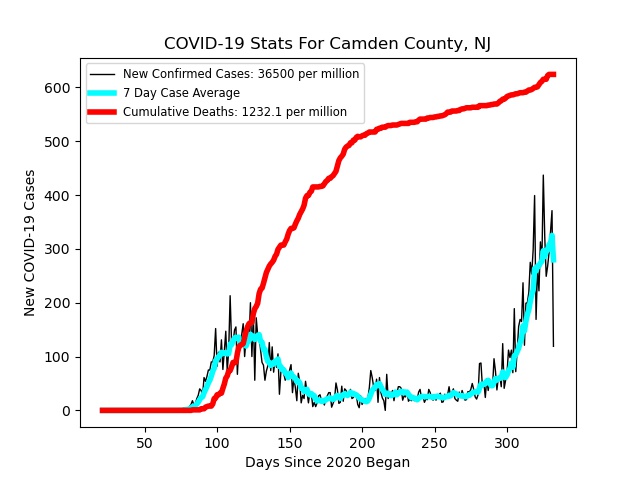 COVID-19 Stats For Camden County, NJ
New Confirmed Cases: 36500 per million
7 Day Case Average
Cumulative Deaths: 1232.1 per million
New COVID-19 Cases
600
500
400
300
200
100
0
50 100 150 200 250 300
Days Since 2020 Began